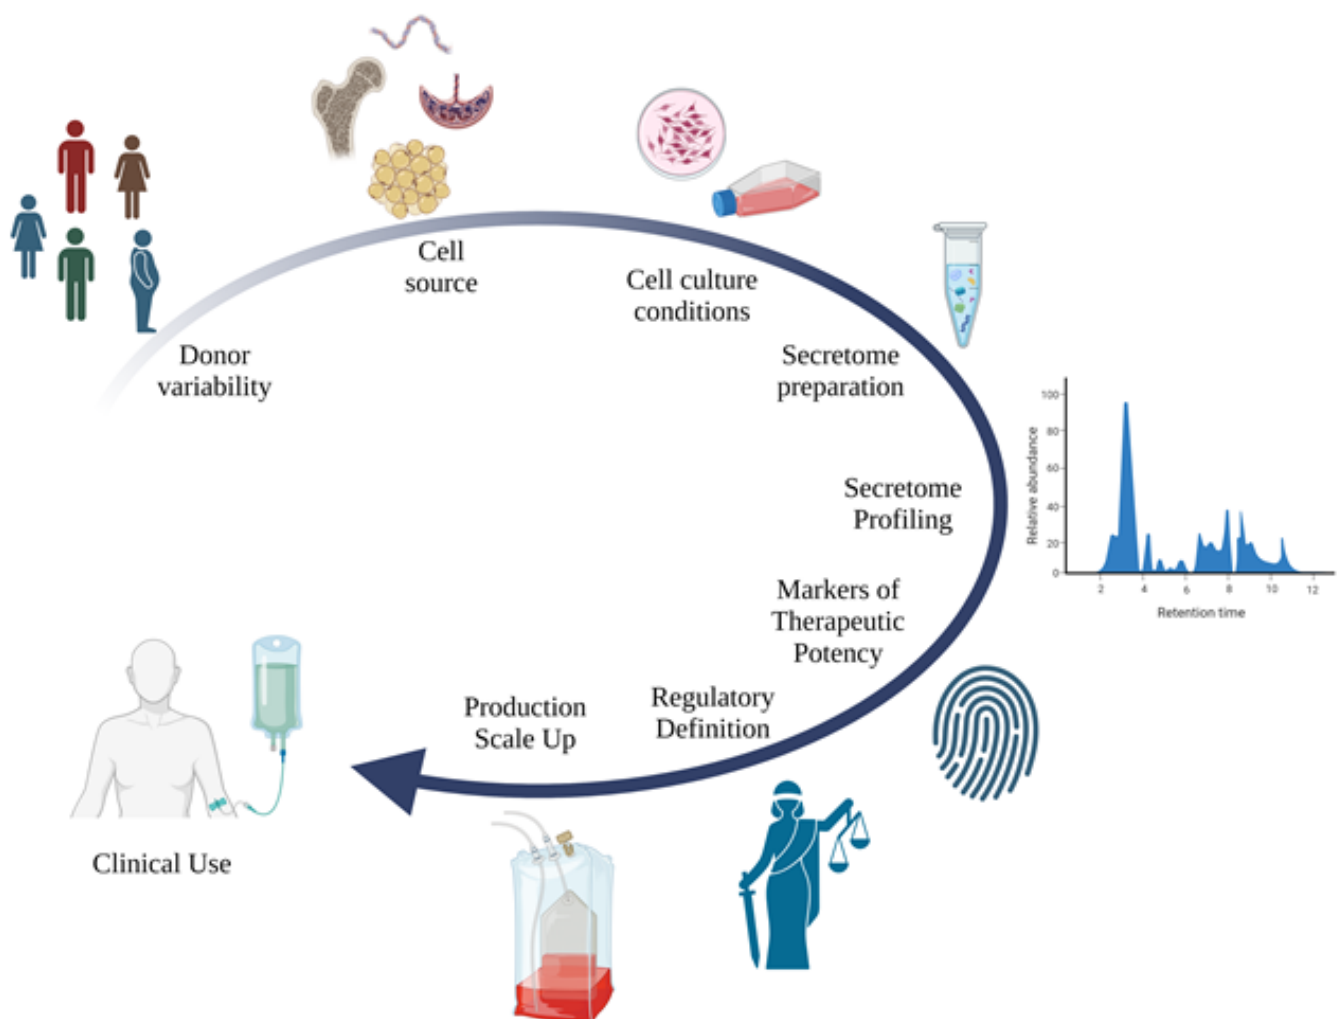 Cell
source
Cell culture
conditions
Donor
variability
Secretome
preparation
Secretome
Profiling
Markers of
Therapeutic
Potency
Regulatory
Definition
Production
Scale Up
Clinical Use
Relative abundance
100
80
60
40
20
0
2
4
6
8
10
12
Retention time